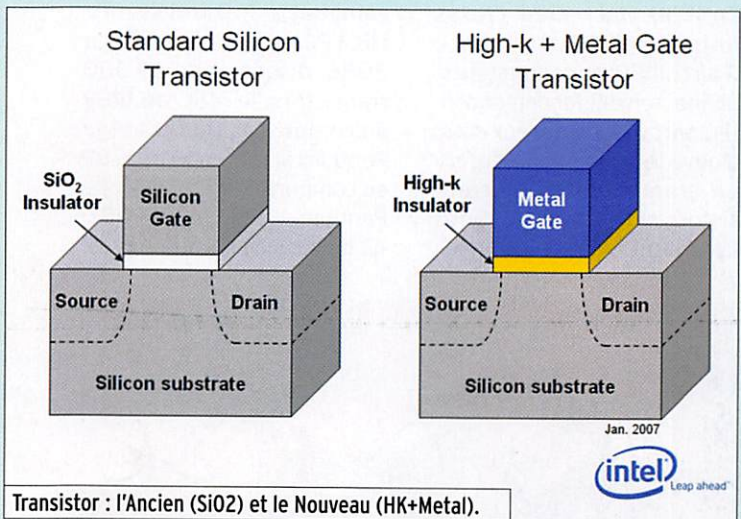 Standard Silicon
Transistor
SiO₂
Insulator
Silicon
Gate
Source
Drain
Silicon substrate
High-k + Metal Gate
Transistor
High-k
Insulator
Metal
Gate
Source
Drain
Silicon substrate
Jan. 2007
intel
Leap ahead™
Transistor : l'Ancien (SiO2) et le Nouveau (HK+Metal).